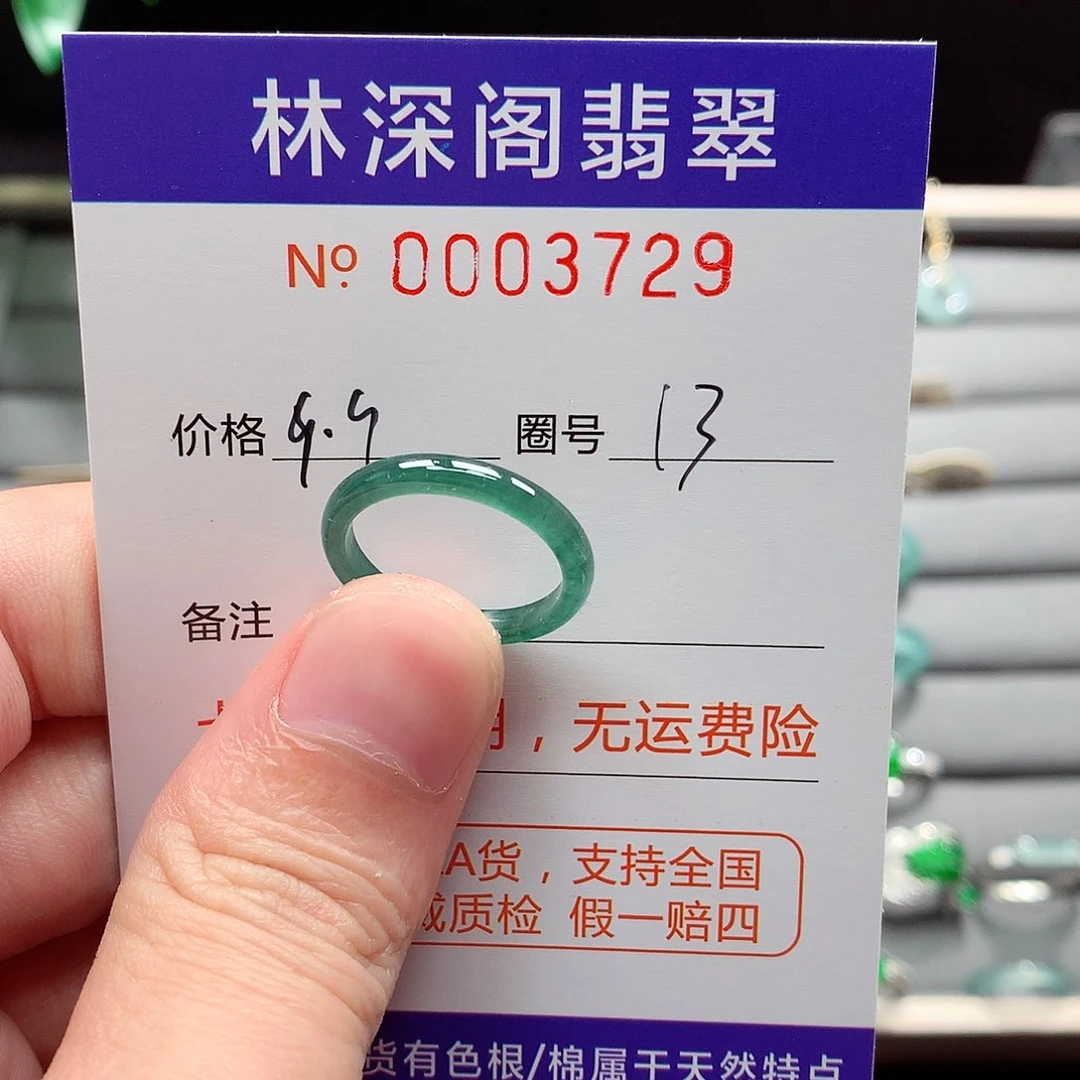 林深阁翡翠
Nº 0003729
价格 9.9 圈号 13
备注
，无运费险
A货，支持全国
质检 假一赔四
货有色根/棉属于天然特点